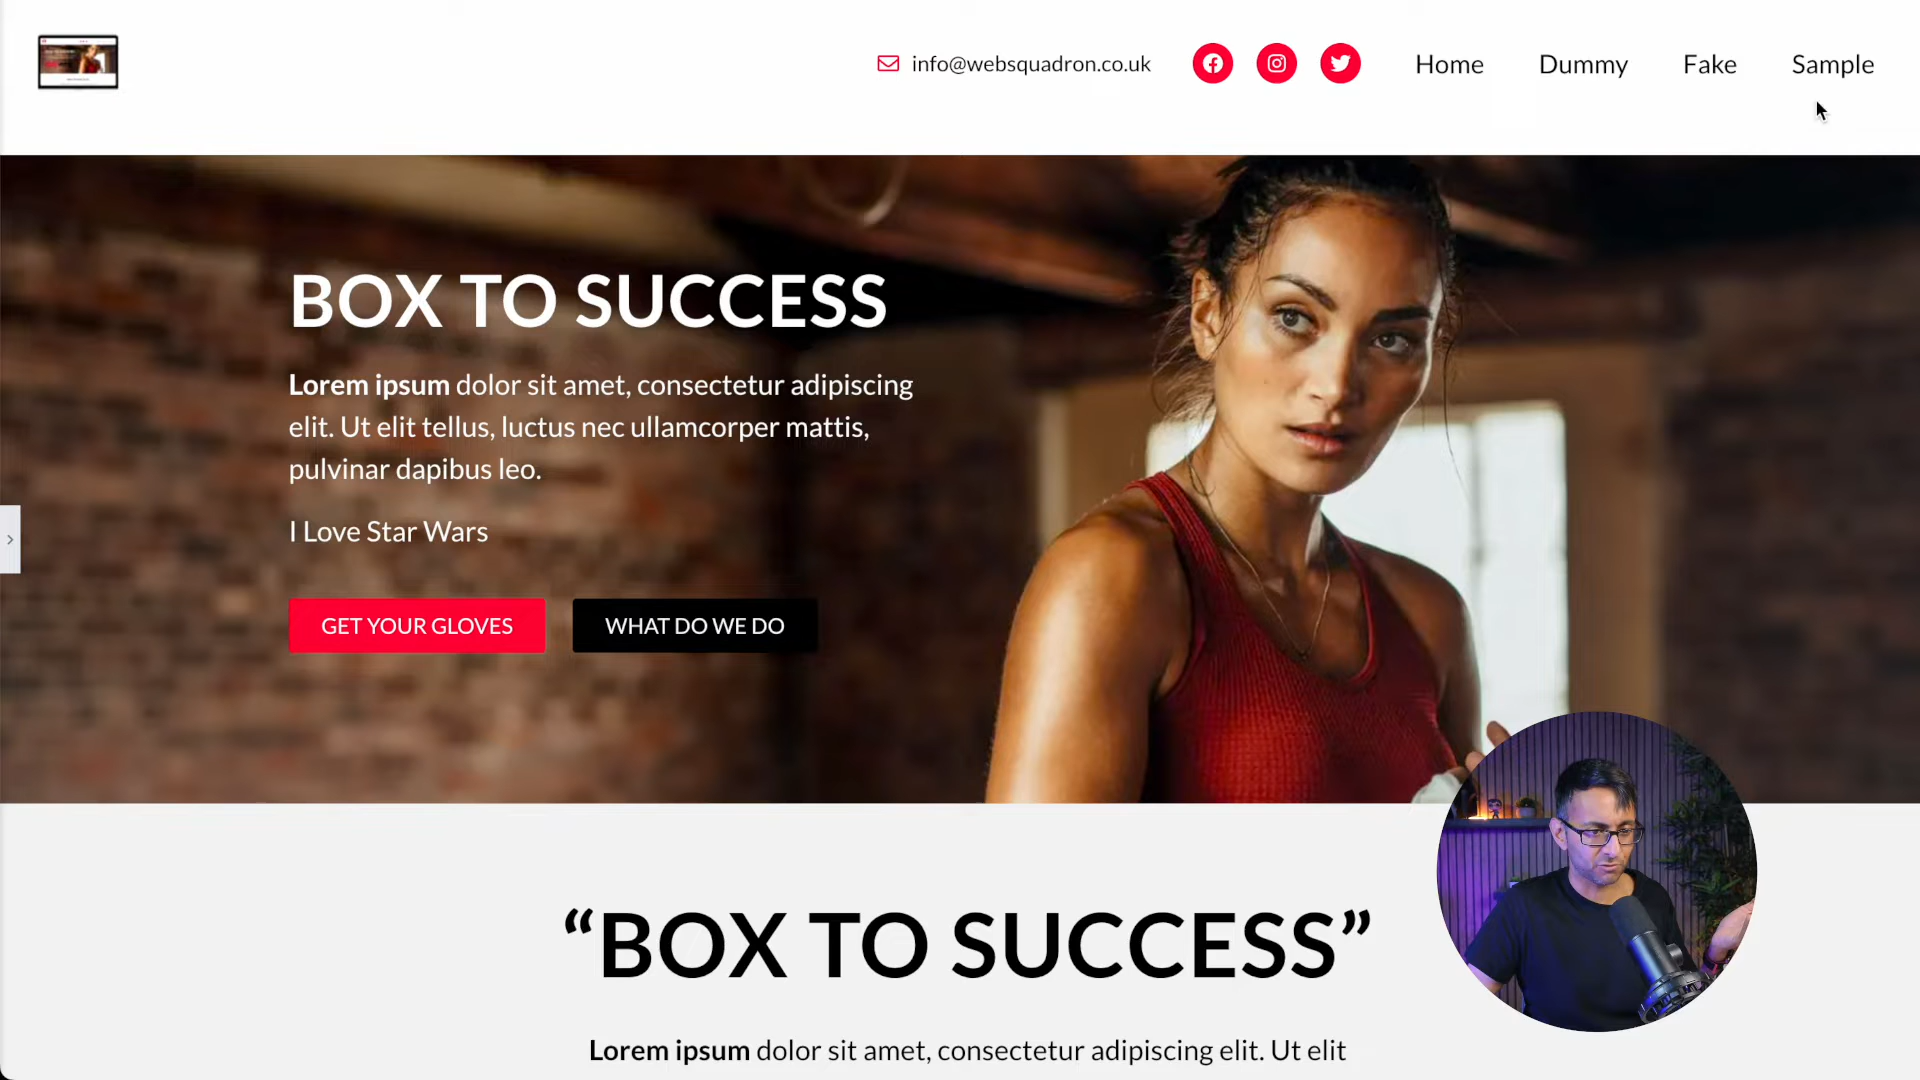 info@websquadron.co.uk
Home
Dummy
Fake
Sample
BOX TO SUCCESS
Lorem ipsum dolor sit amet, consectetur adipiscing
elit. Ut elit tellus, luctus nec ullamcorper mattis,
pulvinar dapibus leo.
I Love Star Wars
GET YOUR GLOVES
WHAT DO WE DO
“BOX TO SUCCESS”
Lorem ipsum dolor sit amet, consectetur adipiscing elit. Ut elit